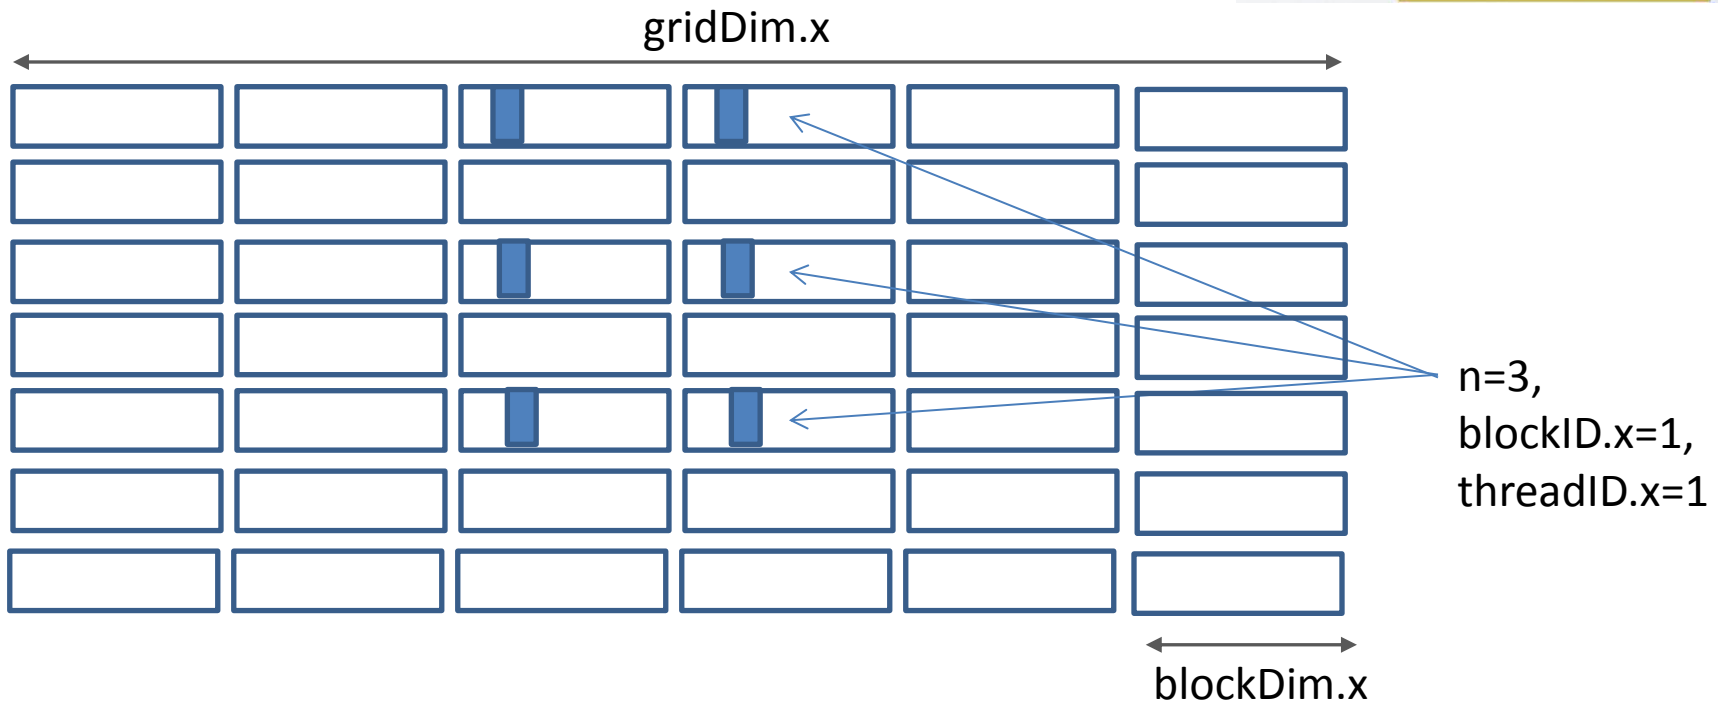 gridDim.x
n=3,
blockID.x=1,
threadID.x=1
blockDim.x